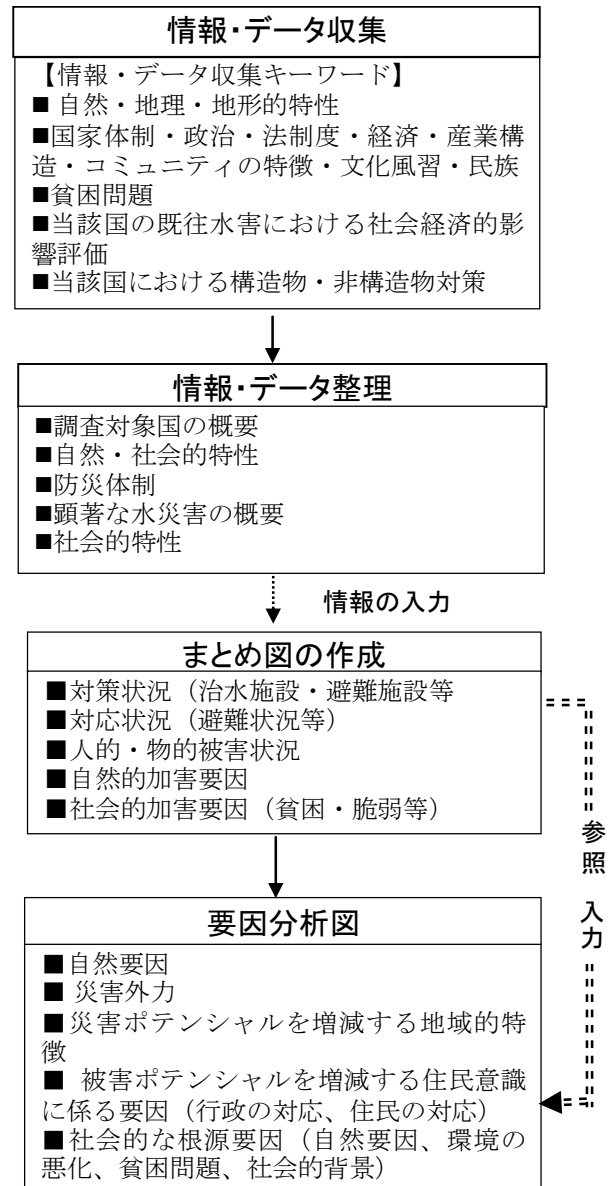 情報・データ収集
【情報・データ収集キーワード】
■ 自然・地理・地形的特性
■国家体制・政治・法制度・経済・産業構
造・コミュニティの特徴・文化風習・民族
■貧困問題
■当該国の既往水害における社会経済的影
響評価
■当該国における構造物・非構造物対策
情報・データ整理
■調査対象国の概要
■自然・社会的特性
■防災体制
■顕著な水災害の概要
■社会的特性
情報の入力
まとめ図の作成
■対策状況（治水施設・避難施設等
■対応状況（避難状況等）
■人的・物的被害状況
■自然的加害要因
■社会的加害要因（貧困・脆弱等）
参照 入力
要因分析図
■自然要因
■ 災害外力
■災害ポテンシャルを増減する地域的特
徴
■ 被害ポテンシャルを増減する住民意識
に係る要因（行政の対応、住民の対応）
■社会的な根源要因（自然要因、環境の
悪化、貧困問題、社会的背景）